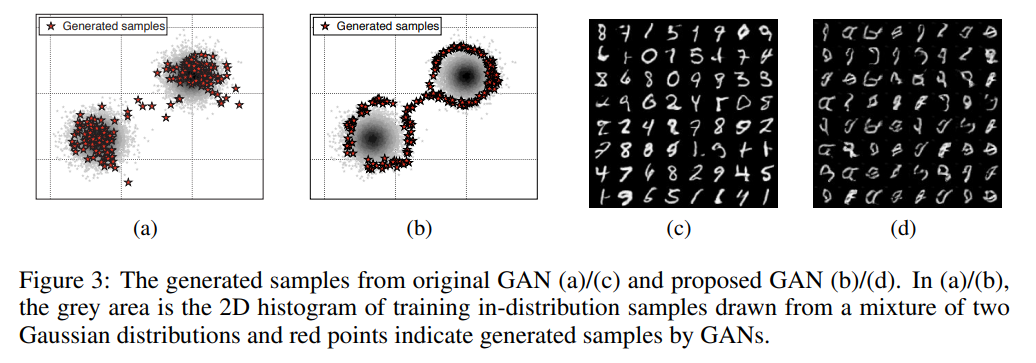 Generated samples
Generated samples
(a)
(b)
(c)
(d)
Figure 3: The generated samples from original GAN (a)/(c) and proposed GAN (b)/(d). In (a)/(b),
the grey area is the 2D histogram of training in-distribution samples drawn from a mixture of two
Gaussian distributions and red points indicate generated samples by GANs.